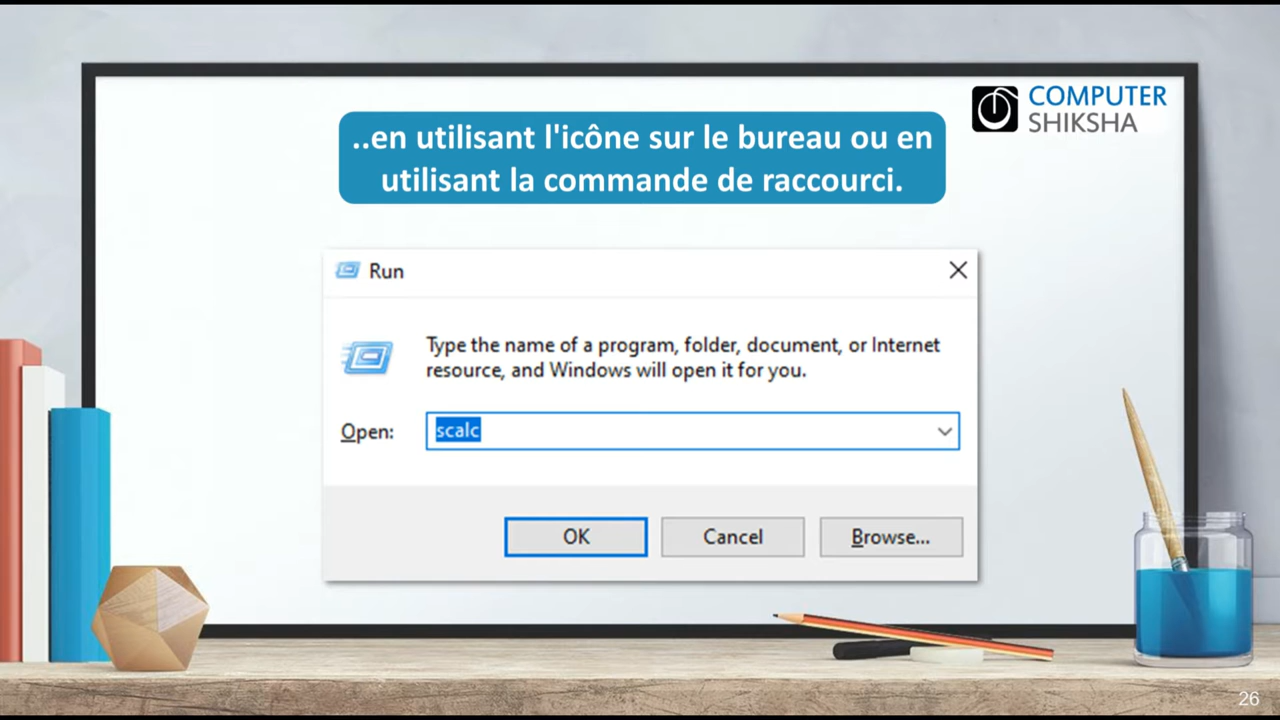 COMPUTER
SHIKSHA
..en utilisant l'icône sur le bureau ou en
utilisant la commande de raccourci.
Run
Type the name of a program, folder, document, or Internet
resource, and Windows will open it for you.
Open: scalc
OK Cancel Browse...
26